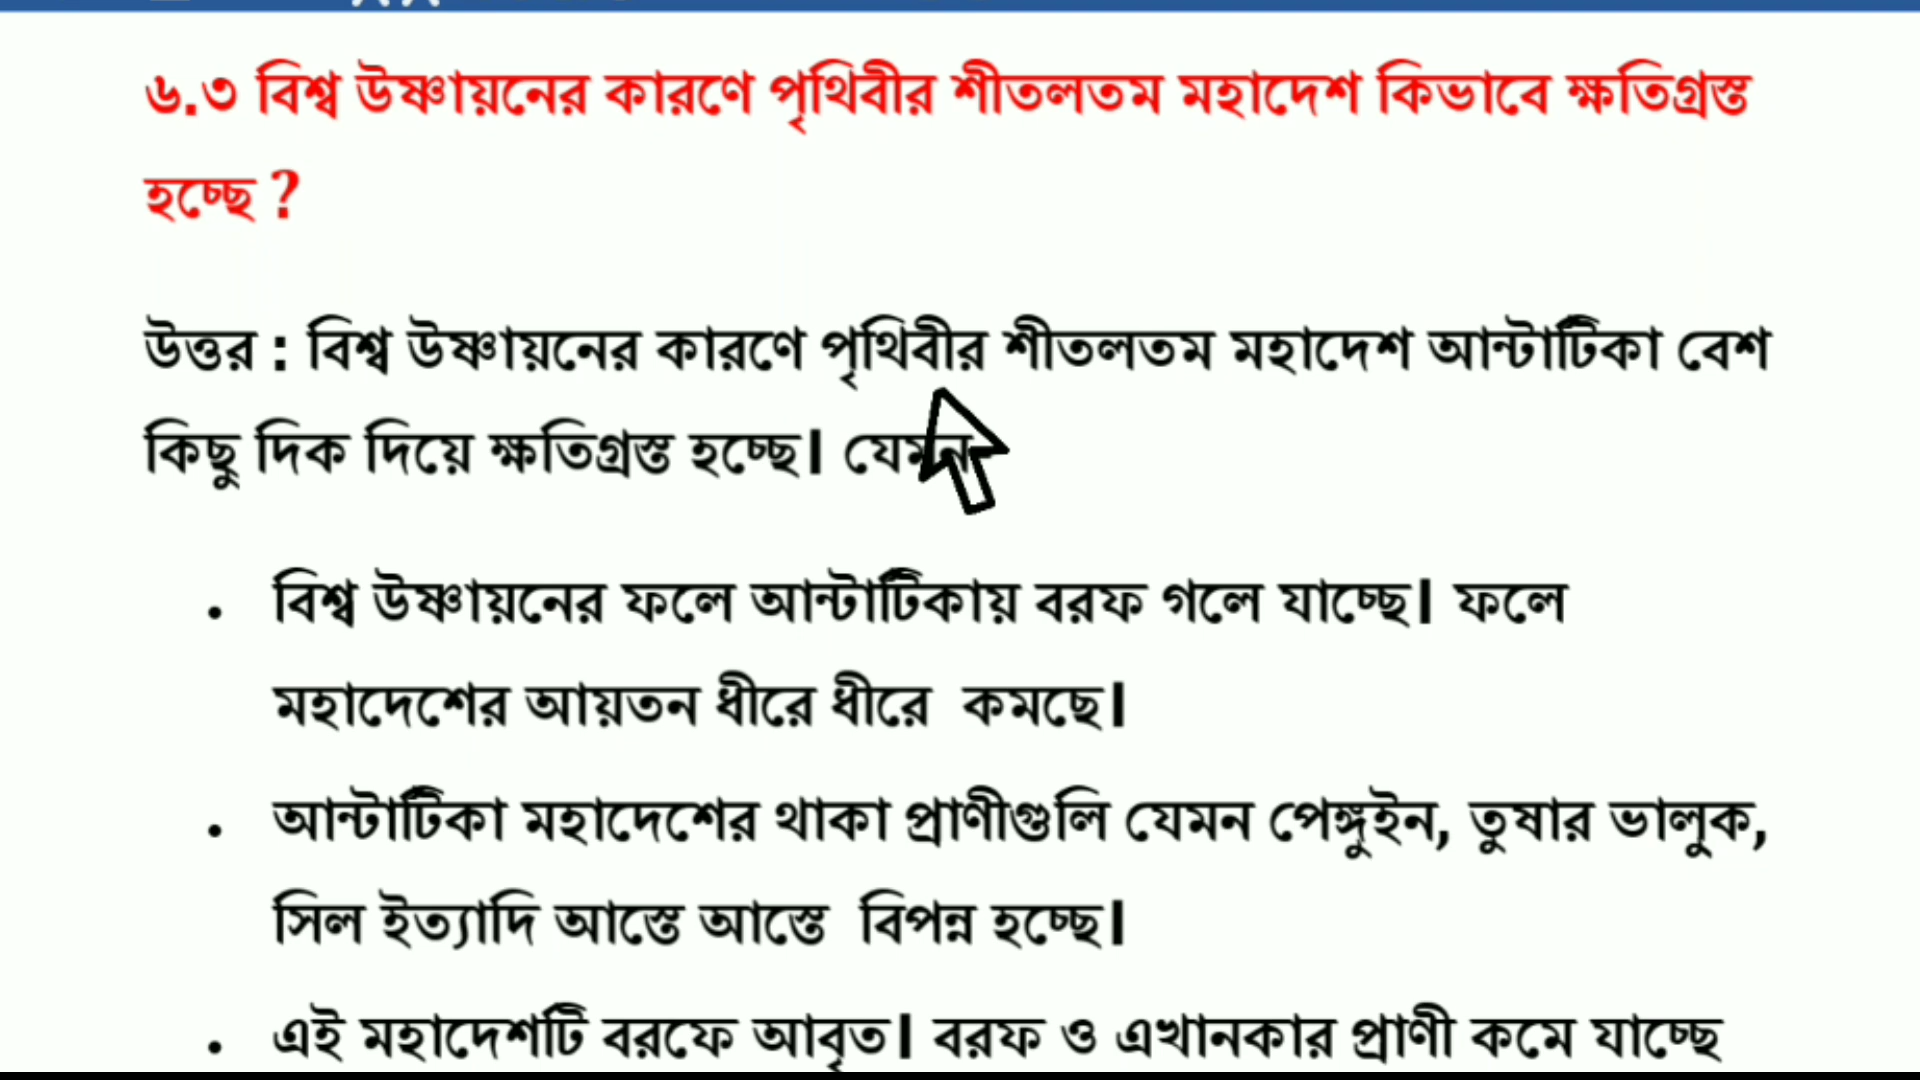 ৬.৩ বিশ্ব উষ্ণায়নের কারণে পৃথিবীর শীতলতম মহাদেশ কিভাবে ক্ষতিগ্রস্ত
হচ্ছে ?
উত্তর : বিশ্ব উষ্ণায়নের কারণে পৃথিবীর শীতলতম মহাদেশ আন্টার্টিকা বেশ
কিছু দিক দিয়ে ক্ষতিগ্রস্ত হচ্ছে। যেমন
• বিশ্ব উষ্ণায়নের ফলে আন্টার্টিকায় বরফ গলে যাচ্ছে। ফলে
মহাদেশের আয়তন ধীরে ধীরে কমছে।
• আন্টার্টিকা মহাদেশের থাকা প্রাণীগুলি যেমন পেঙ্গুইন, তুষার ভালুক,
সিল ইত্যাদি আস্তে আস্তে বিপন্ন হচ্ছে।
• এই মহাদেশটি বরফে আবৃত। বরফ ও এখানকার প্রাণী কমে যাচ্ছে